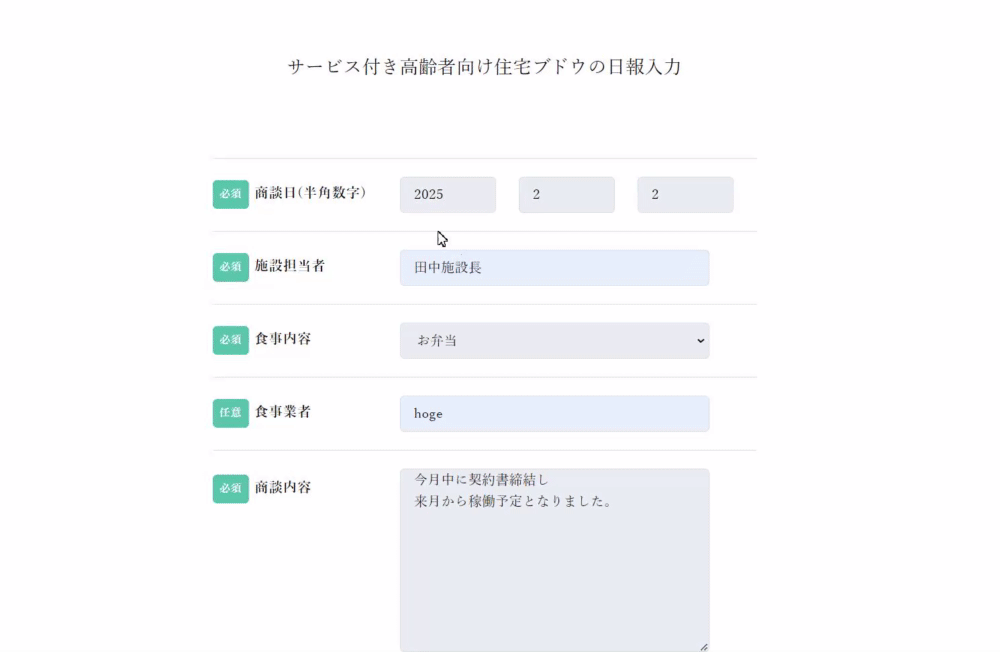 サービス付き高齢者向け住宅ブドウの日報入力
必須 商談日(半角数字) 2025 2 2
必須 施設担当者 田中施設長
必須 食事内容 お弁当
任意 食事業者 hoge
必須 商談内容 今月中に契約書締結し
来月から稼働予定となりました。